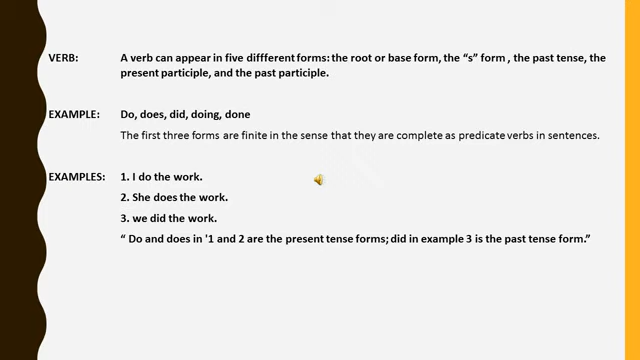 VERB: A verb can appear in five diffferent forms: the root or base form, the “s” form , the past tense, the
present participle, and the past participle.
EXAMPLE: Do, does, did, doing, done
The first three forms are finite in the sense that they are complete as predicate verbs in sentences.
EXAMPLES: 1. I do the work.
2. She does the work.
3. we did the work.
“ Do and does in '1 and 2 are the present tense forms; did in example 3 is the past tense form.”